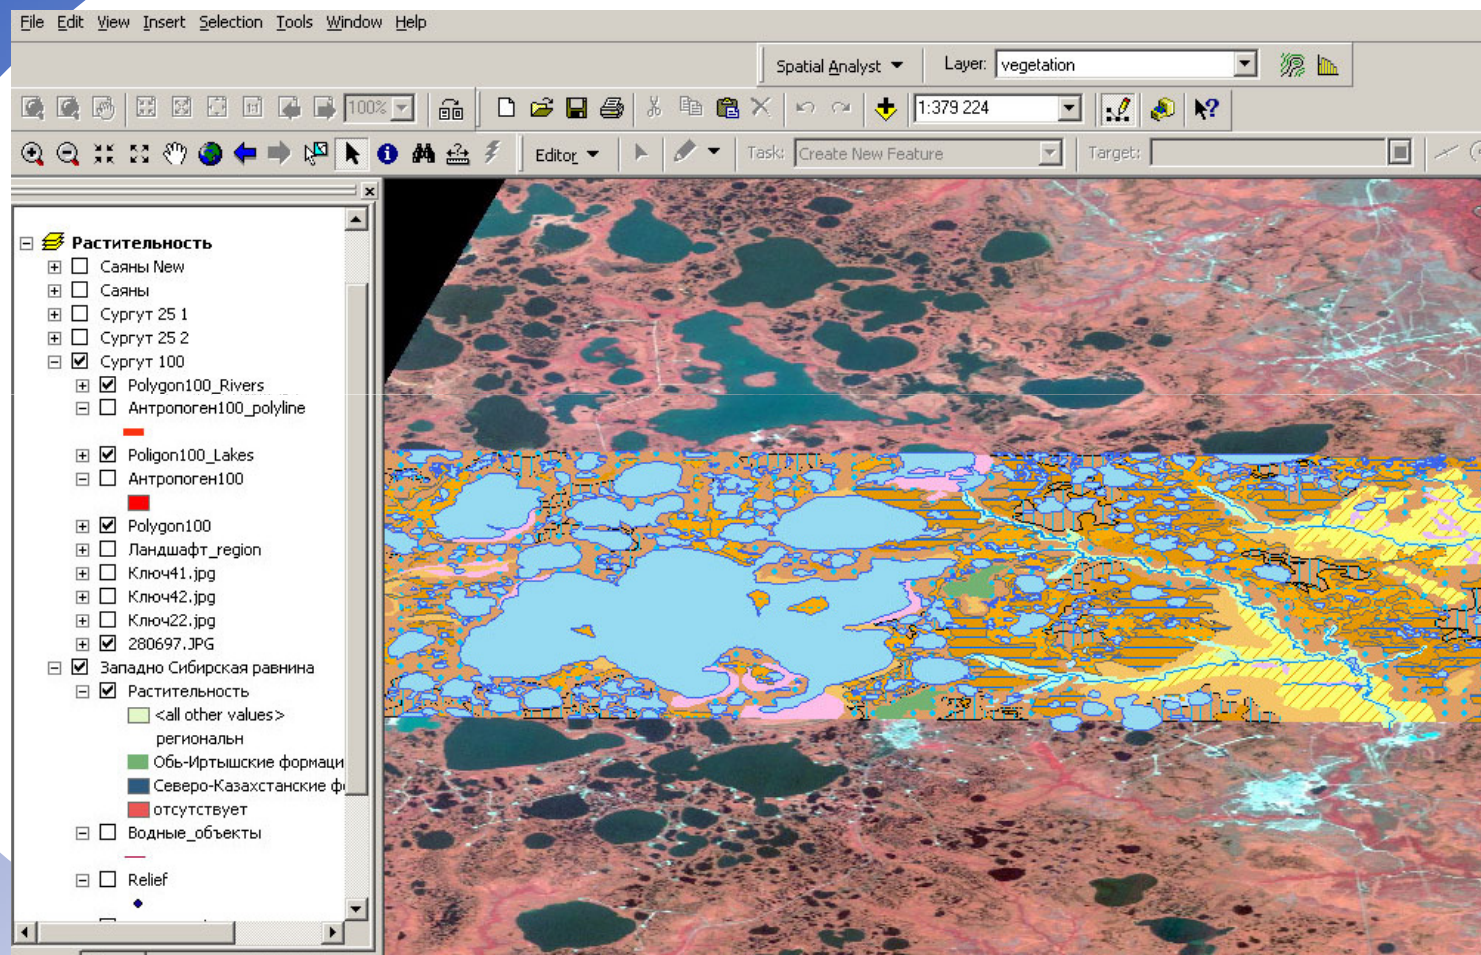 File Edit View Insert Selection Tools Window Help
Spatial Analyst Layer: vegetation
100% 1:1 1:379 224
Editor Task: Create New Feature Target:
Растительность
Саяны New
Саяны
Сургут 25 1
Сургут 25 2
Сургут 100
Polygon100_Rivers
Антропоген100_polyline
Poligon100_Lakes
Антропоген100
Polygon100
Ландшафт_region
Ключ41.jpg
Ключ42.jpg
Ключ22.jpg
280697.JPG
Западно Сибирская равнина
Растительность
<all other values>
региональн
Обь-Иртышские формаци
Северо-Казахстанские ф
отсутствует
Водные_объекты
Relief